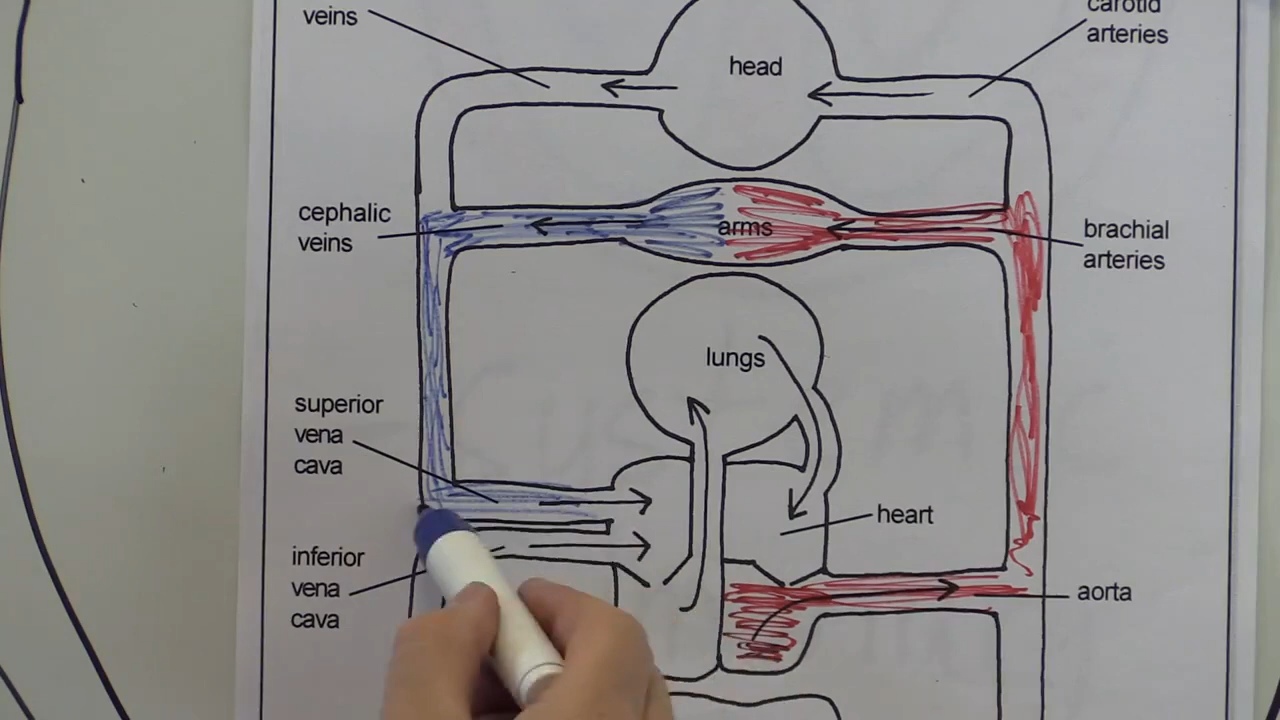 veins
head
carotid
arteries
cephalic
veins
arms
brachial
arteries
lungs
superior
vena
cava
heart
inferior
vena
cava
aorta